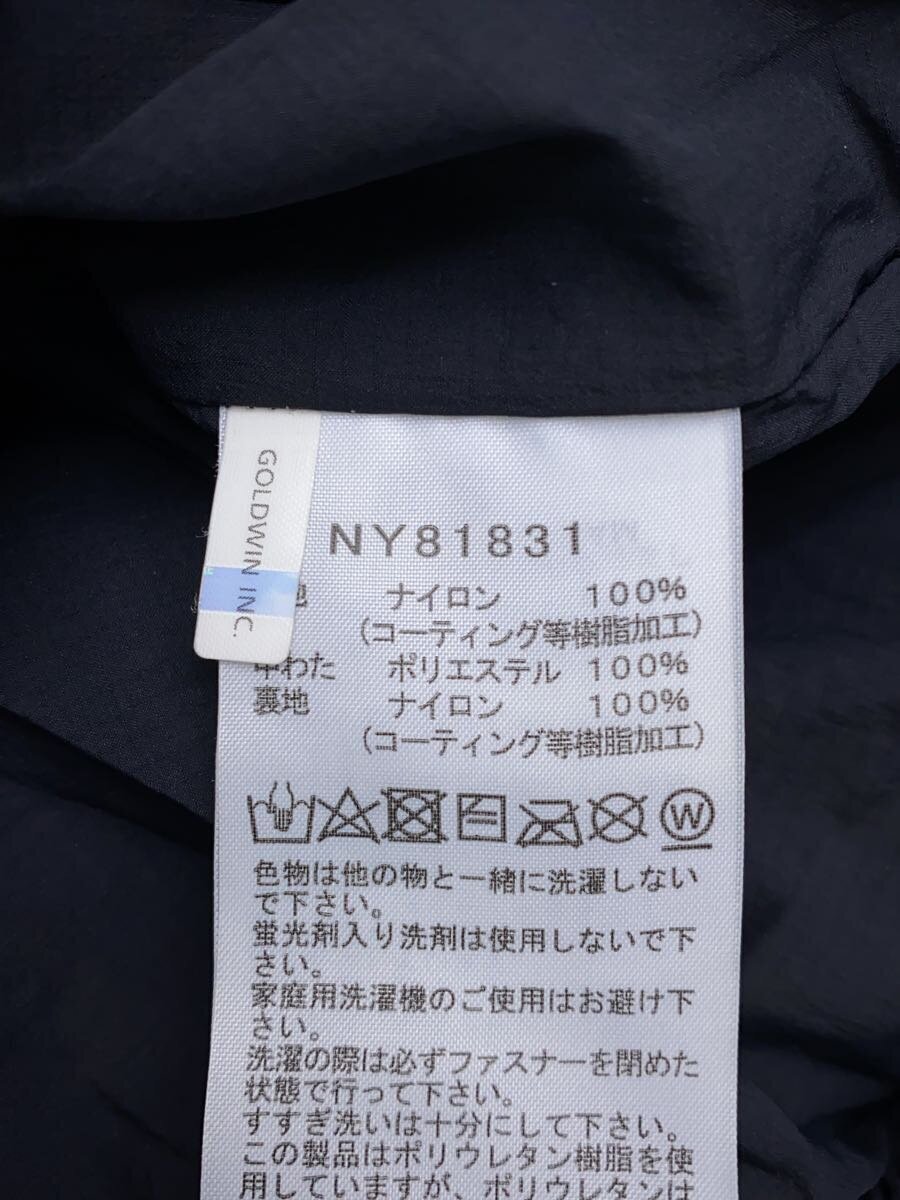 GOLDWIN INC.
NY81831
地 ナイロン 100%
(コーティング等樹脂加工)
中わた ポリエステル 100%
裏地 ナイロン 100%
(コーティング等樹脂加工)
W
色物は他の物と一緒に洗濯しない
で下さい。
蛍光剤入り洗剤は使用しないで下
さい。
家庭用洗濯機のご使用はお避け下
さい。
洗濯の際は必ずファスナーを閉めた
状態で行って下さい。
すすぎ洗いは十分にして下さい。
この製品はポリウレタン樹脂を使
用していますが、ポリウレタンは